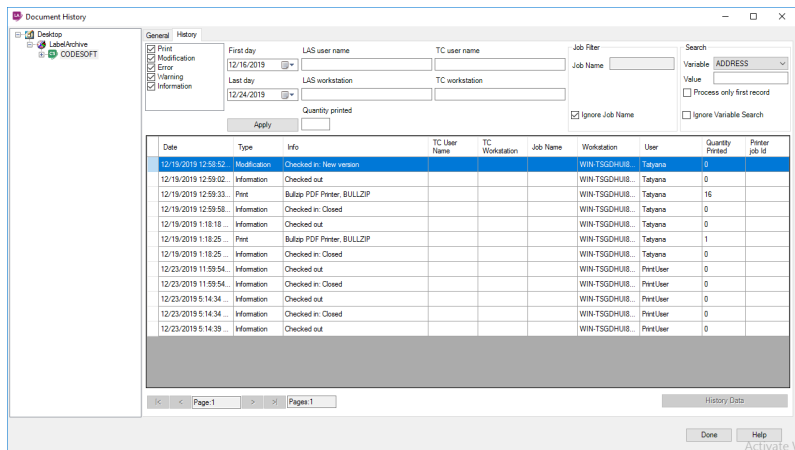 Document History
Desktop
LabelArchive
CODESOFT
General History
Print
Modification
Error
Warning
Information
First day
12/16/2019
Last day
12/24/2019
Apply
LAS user name
LAS workstation
Quantity printed
TC user name
TC workstation
Job Filter
Job Name
Ignore Job Name
Search
Variable ADDRESS
Value
Process only first record
Ignore Variable Search
Date Type Info TC User Name TC Workstation Job Name Workstation User Quantity Printed Printer job Id
12/19/2019 12:58:52... Modification Checked in: New version WIN-TSGDHUI8... Tatyana 0
12/19/2019 12:59:02... Information Checked out WIN-TSGDHUI8... Tatyana 0
12/19/2019 12:59:33... Print Bullzip PDF Printer, BULLZIP WIN-TSGDHUI8... Tatyana 16
12/19/2019 12:59:58... Information Checked in: Closed WIN-TSGDHUI8... Tatyana 0
12/19/2019 1:18:18 ... Information Checked out WIN-TSGDHUI8... Tatyana 0
12/19/2019 1:18:25 ... Print Bullzip PDF Printer, BULLZIP WIN-TSGDHUI8... Tatyana 1
12/19/2019 1:18:25 ... Information Checked in: Closed WIN-TSGDHUI8... Tatyana 0
12/23/2019 11:59:54... Information Checked out WIN-TSGDHUI8... PrintUser 0
12/23/2019 11:59:54... Information Checked in: Closed WIN-TSGDHUI8... PrintUser 0
12/23/2019 5:14:34 ... Information Checked out WIN-TSGDHUI8... PrintUser 0
12/23/2019 5:14:34 ... Information Checked in: Closed WIN-TSGDHUI8... PrintUser 0
12/23/2019 5:14:39 ... Information Checked out WIN-TSGDHUI8... PrintUser 0
|< < Page:1 > >| Pages:1
History Data
Done Help
Activate